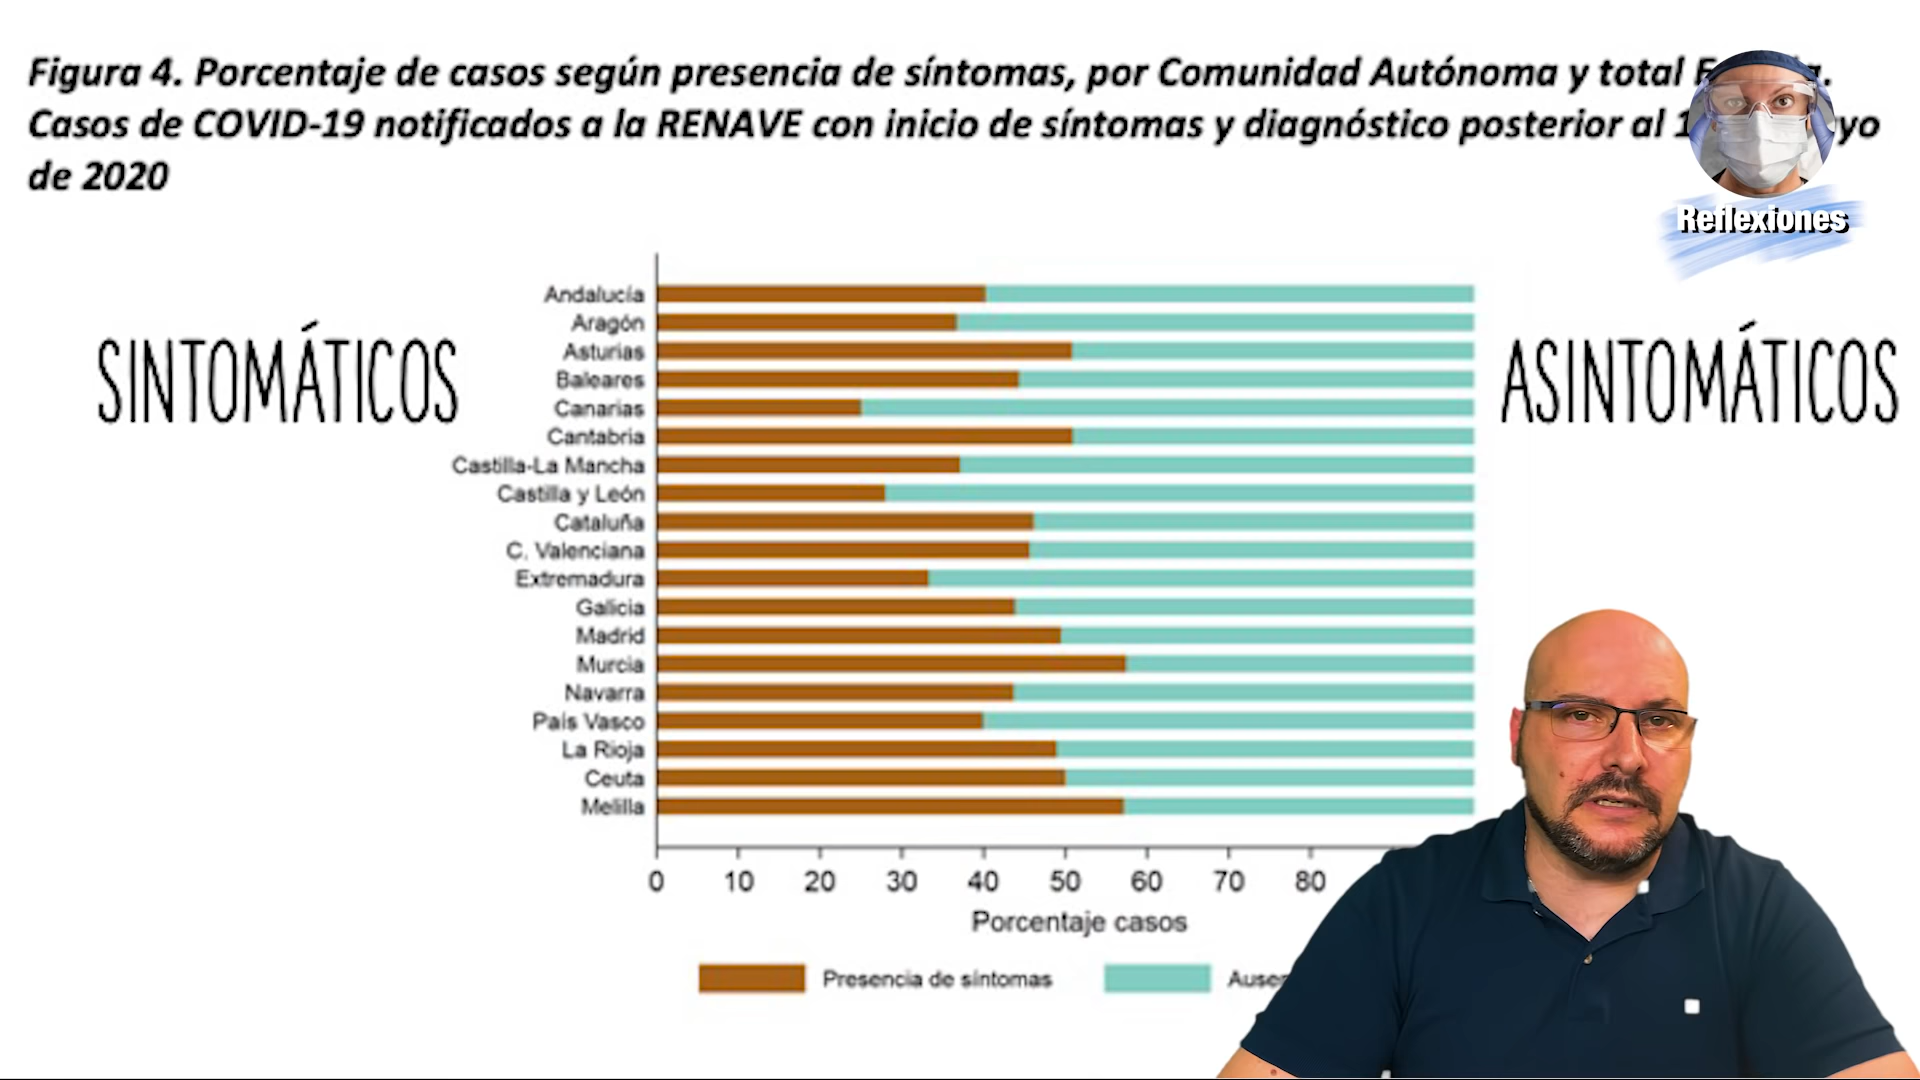 Figura 4. Porcentaje de casos según presencia de síntomas, por Comunidad Autónoma y total
Casos de COVID-19 notificados a la RENAVE con inicio de síntomas y diagnóstico posterior al
de 2020
Reflexiones
SINTOMÁTICOS
ASINTOMÁTICOS
Andalucía
Aragón
Asturias
Baleares
Canarias
Cantabria
Castilla-La Mancha
Castilla y León
Cataluña
C. Valenciana
Extremadura
Galicia
Madrid
Murcia
Navarra
País Vasco
La Rioja
Ceuta
Melilla
0 10 20 30 40 50 60 70 80
Porcentaje casos
Presencia de síntomas